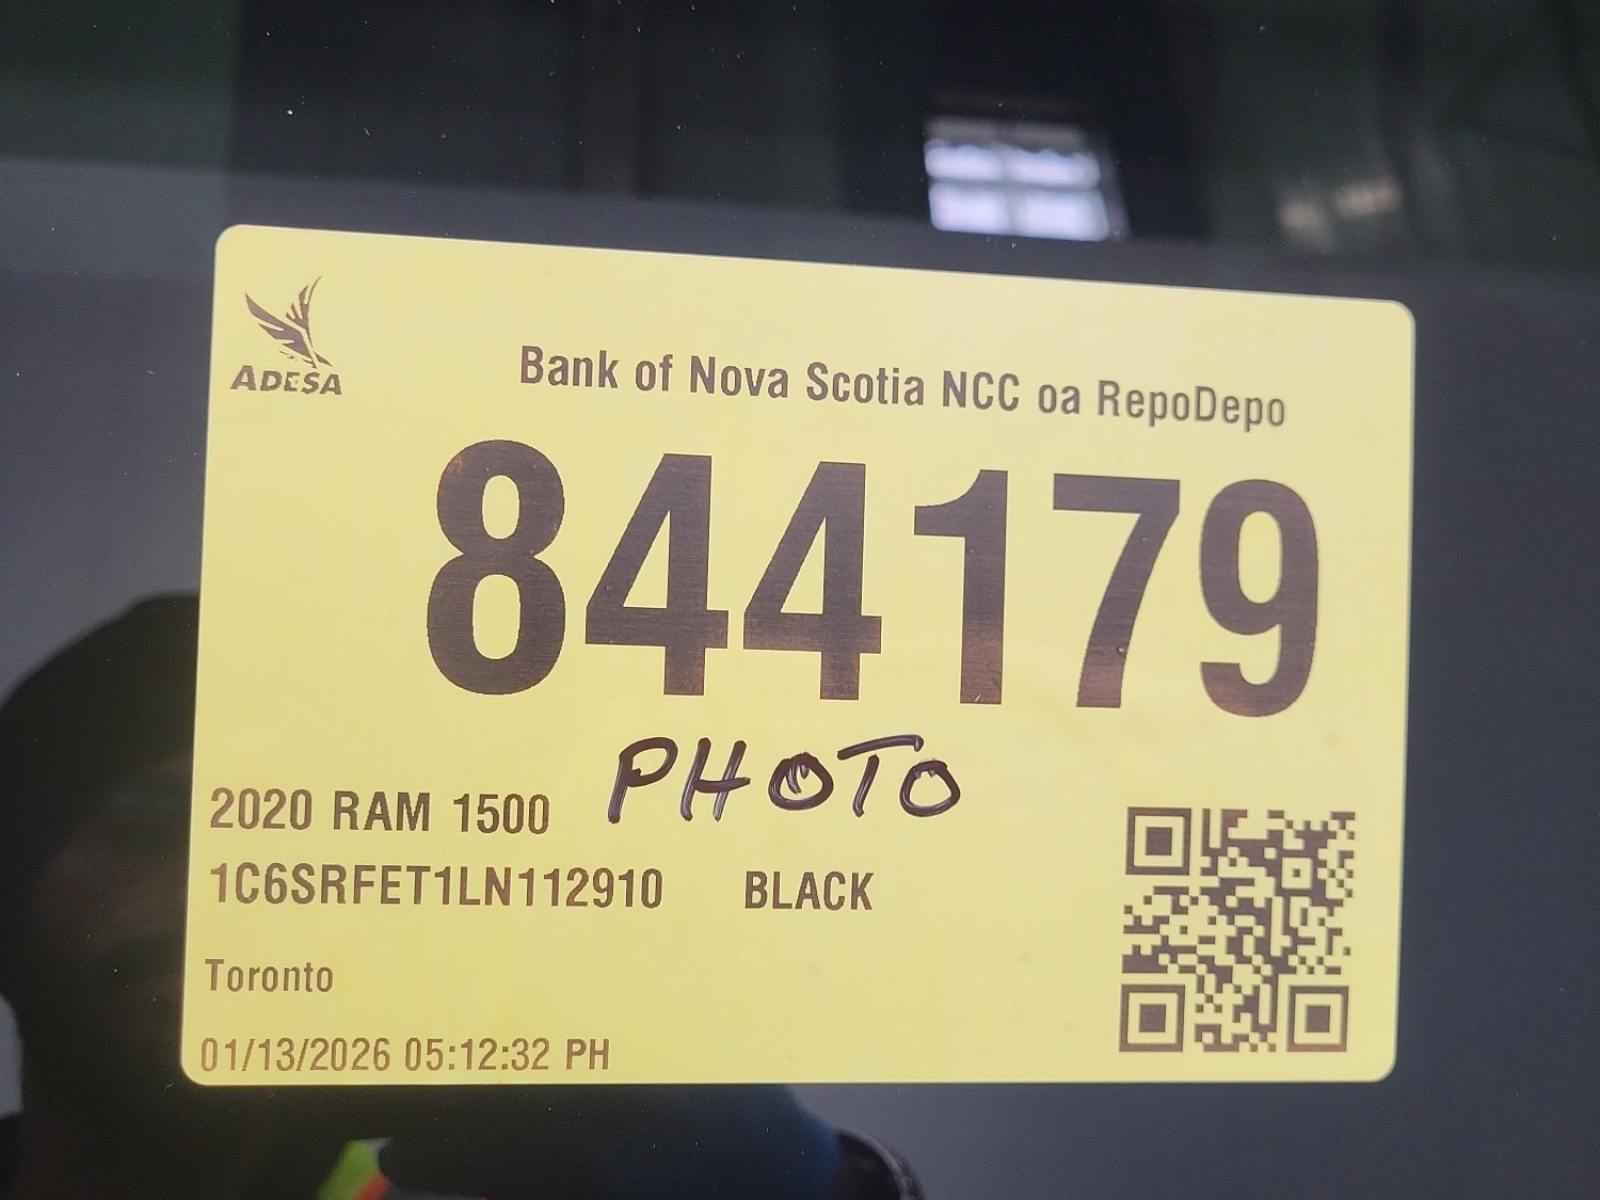 ADESA
Bank of Nova Scotia NCC oa RepoDepo
844179
PHOTO
2020 RAM 1500
1C6SRFET1LN112910 BLACK
Toronto
01/13/2026 05:12:32 PH